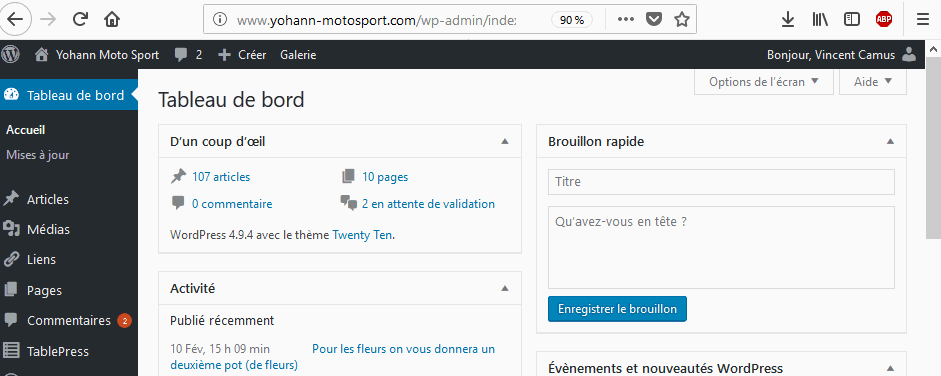 www.yohann-motosport.com/wp-admin/index
90 %
ABP
Yohann Moto Sport
2
Créer
Galerie
Bonjour, Vincent Camus
Tableau de bord
Accueil
Mises à jour
Articles
Médias
Liens
Pages
Commentaires 2
TablePress
Options de l'écran
Aide
Tableau de bord
D'un coup d'œil
107 articles
10 pages
0 commentaire
2 en attente de validation
WordPress 4.9.4 avec le thème Twenty Ten.
Activité
Publié récemment
10 Fév, 15 h 09 min Pour les fleurs on vous donnera un
deuxième pot (de fleurs)
Brouillon rapide
Titre
Qu'avez-vous en tête ?
Enregistrer le brouillon
Évènements et nouveautés WordPress